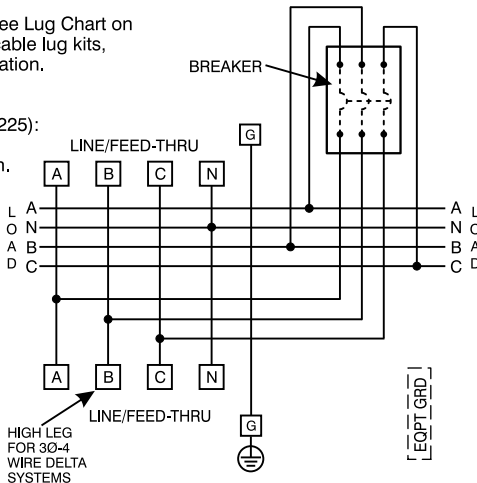 ee Lug Chart on
cable lug kits,
ation.
225):
n.
BREAKER
LINE/FEED-THRU
G
A B C N
L O A D
A
N
B
C
A
N
B
C
L O A D
A B C N
LINE/FEED-THRU
G
HIGH LEG
FOR 3Ø-4
WIRE DELTA
SYSTEMS
EQPT GRD